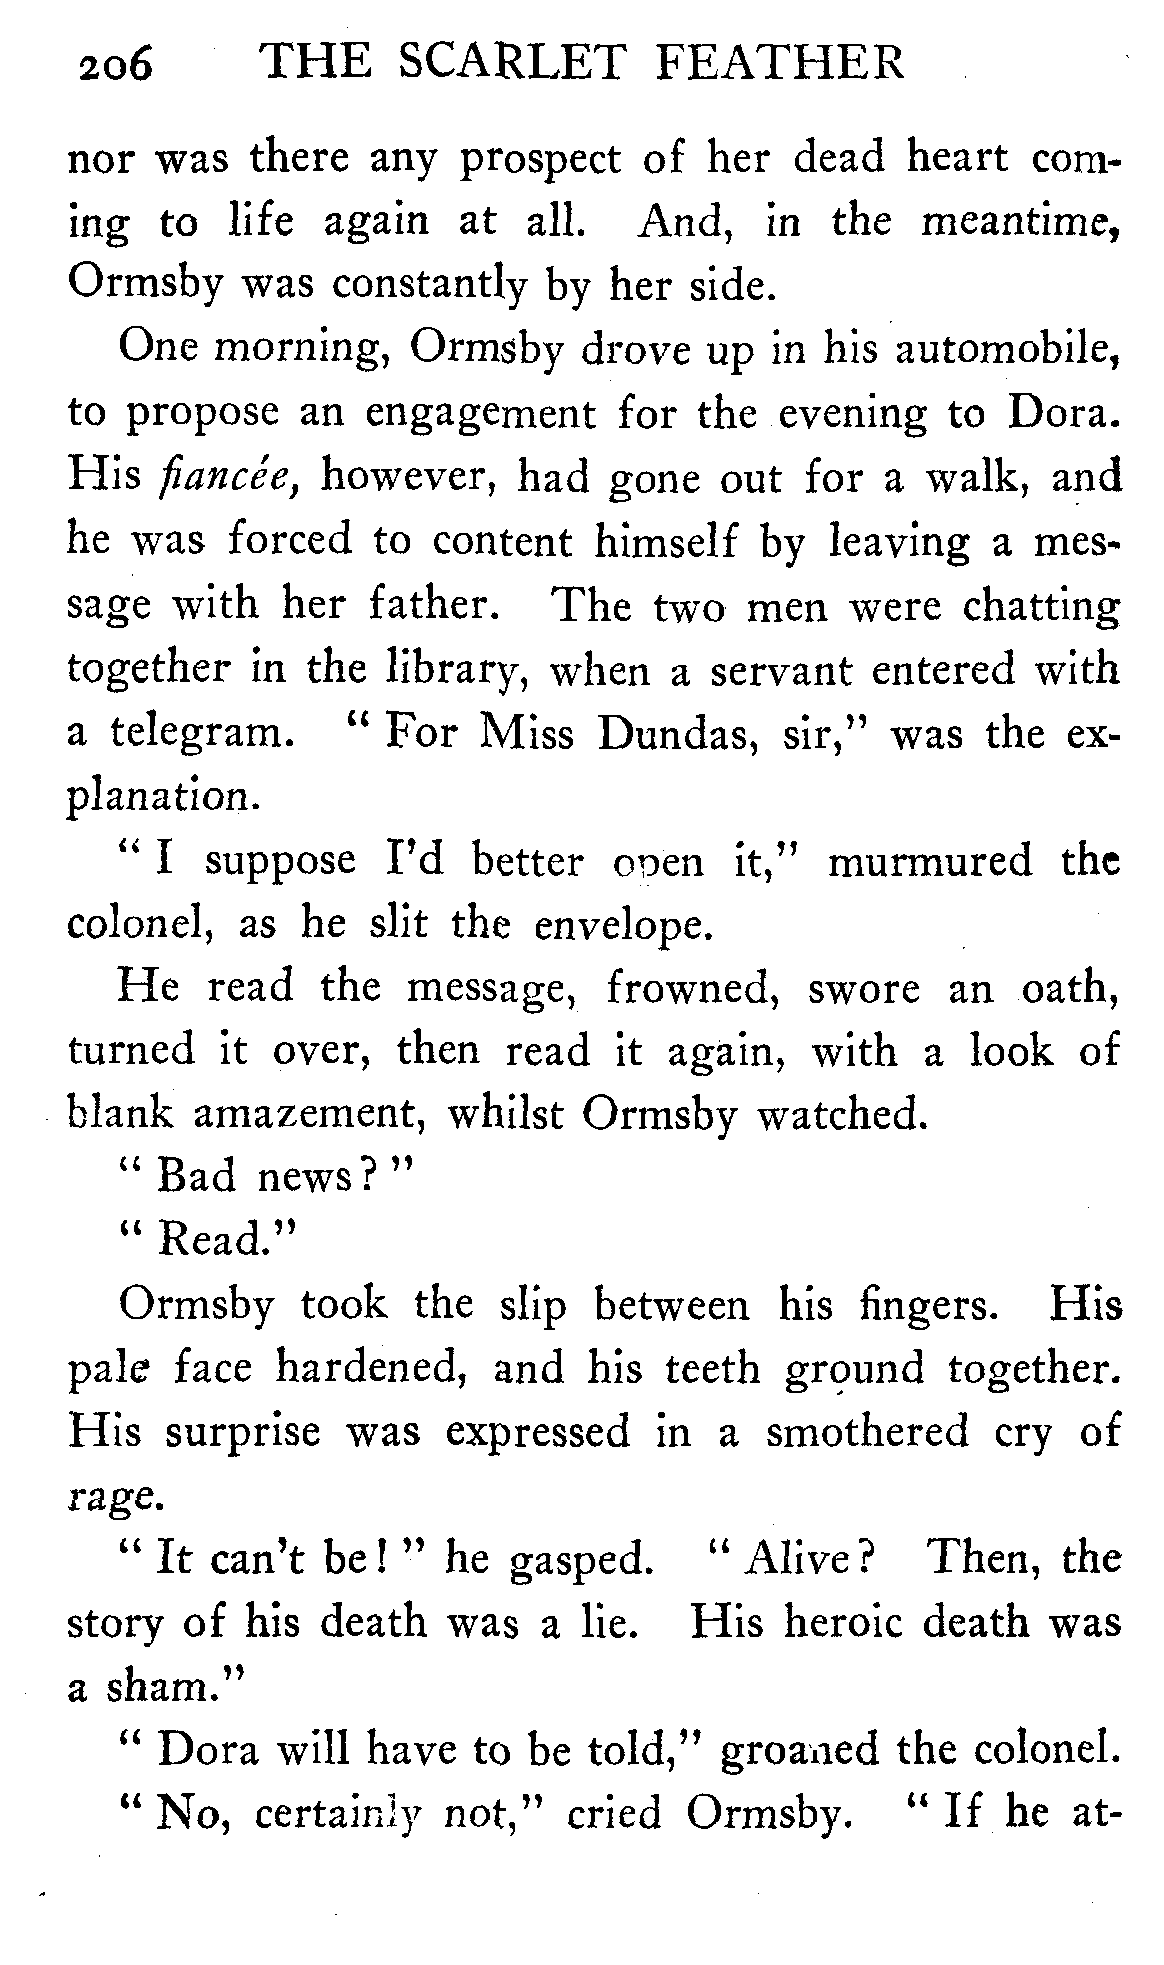 206 THE SCARLET FEATHER
nor was there any prospect of her dead heart com-
ing to life again at all. And, in the meantime,
Ormsby was constantly by her side.
One morning, Ormsby drove up in his automobile,
to propose an engagement for the evening to Dora.
His fiancée, however, had gone out for a walk, and
he was forced to content himself by leaving a mes-
sage with her father. The two men were chatting
together in the library, when a servant entered with
a telegram. “ For Miss Dundas, sir,” was the ex-
planation.
“ I suppose I’d better open it,” murmured the
colonel, as he slit the envelope.
He read the message, frowned, swore an oath,
turned it over, then read it again, with a look of
blank amazement, whilst Ormsby watched.
“ Bad news? ”
“ Read.”
Ormsby took the slip between his fingers. His
pale face hardened, and his teeth ground together.
His surprise was expressed in a smothered cry of
rage.
“ It can’t be! ” he gasped. “ Alive? Then, the
story of his death was a lie. His heroic death was
a sham.”
“ Dora will have to be told,” groaned the colonel.
“ No, certainly not,” cried Ormsby. “ If he at-